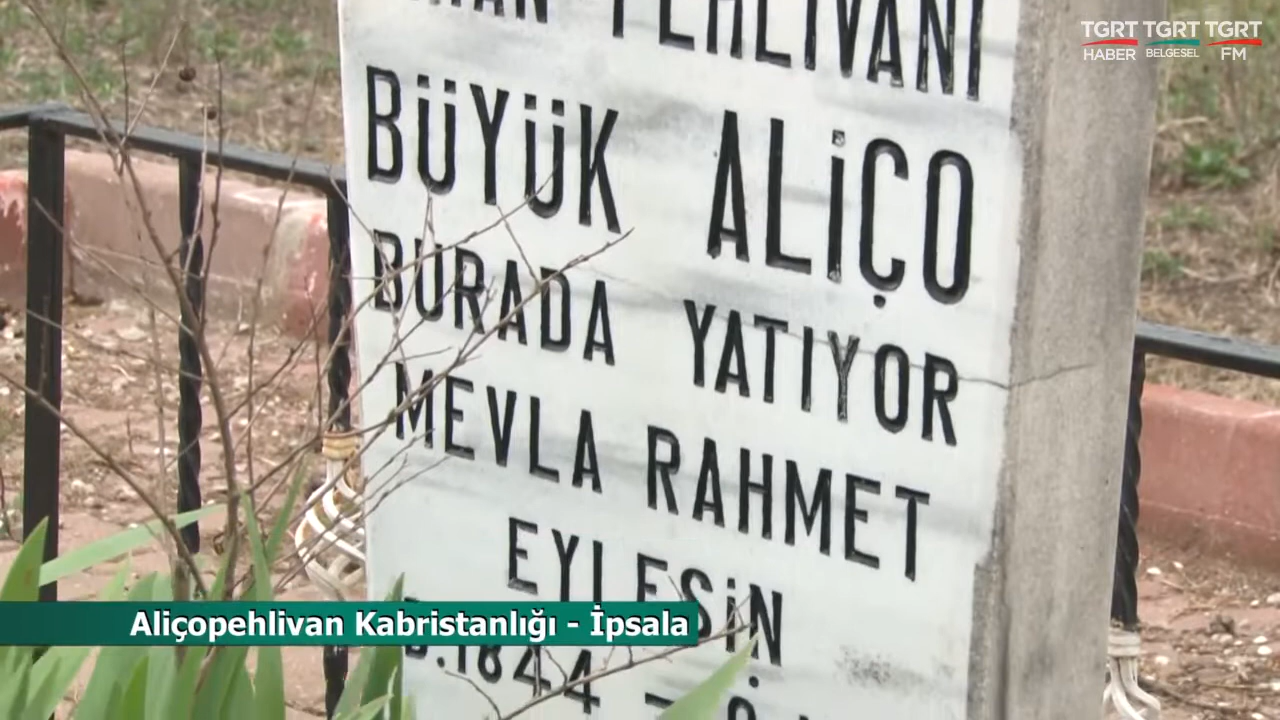 TGRT TGRT TGRT
HABER BELGESEL FM
PEHLİVANI
BÜYÜK ALİÇO
BURADA YATIYOR
MEVLA RAHMET
EYLESİN
D.1844 –
Aliçopehlivan Kabristanlığı - İpsala